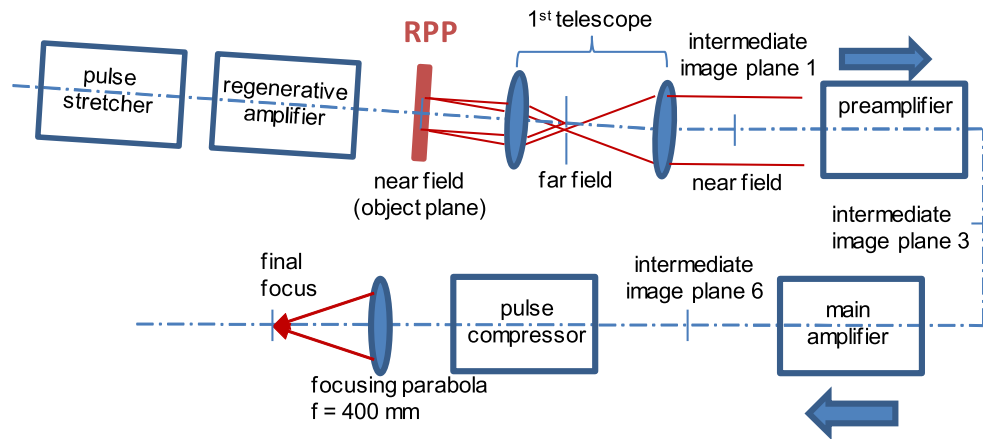 1st telescope
RPP
intermediate
image plane 1
pulse
stretcher
regenerative
amplifier
preamplifier
near field
(object plane)
far field
near field
intermediate
image plane 3
final
focus
intermediate
image plane 6
pulse
compressor
main
amplifier
focusing parabola
f = 400 mm